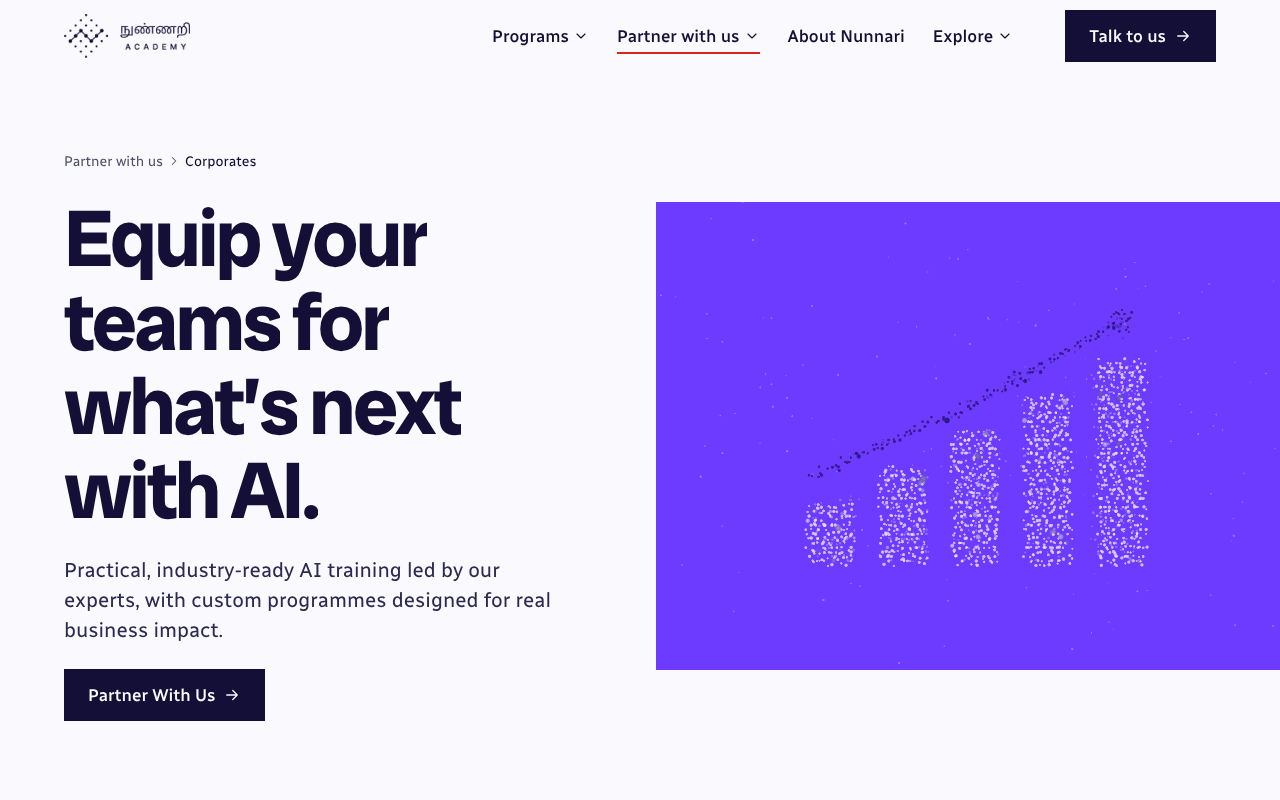 நுண்ணறி
ACADEMY
Programs
Partner with us
About Nunnari
Explore
Talk to us
Partner with us > Corporates
Equip your
teams for
what's next
with AI.
Practical, industry-ready AI training led by our
experts, with custom programmes designed for real
business impact.
Partner With Us